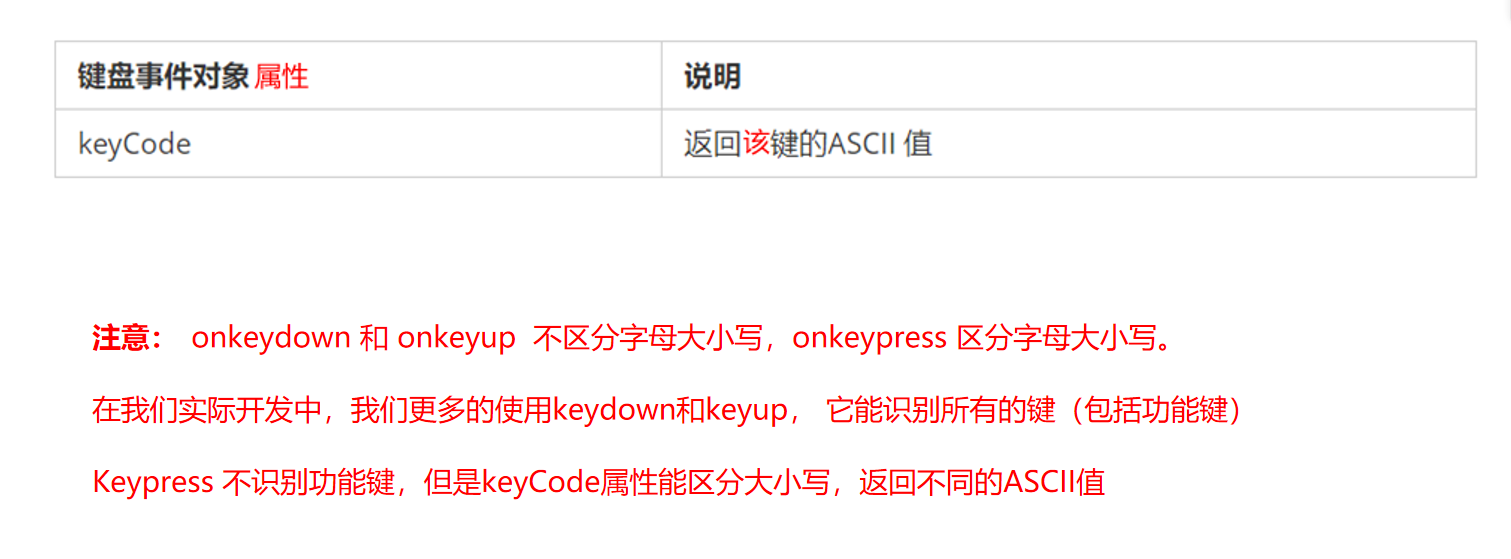 键盘事件对象属性 说明
keyCode 返回该键的ASCII 值
注意： onkeydown 和 onkeyup 不区分字母大小写，onkeypress 区分字母大小写。
在我们实际开发中，我们更多的使用keydown和keyup， 它能识别所有的键（包括功能键）
Keypress 不识别功能键，但是keyCode属性能区分大小写，返回不同的ASCII值